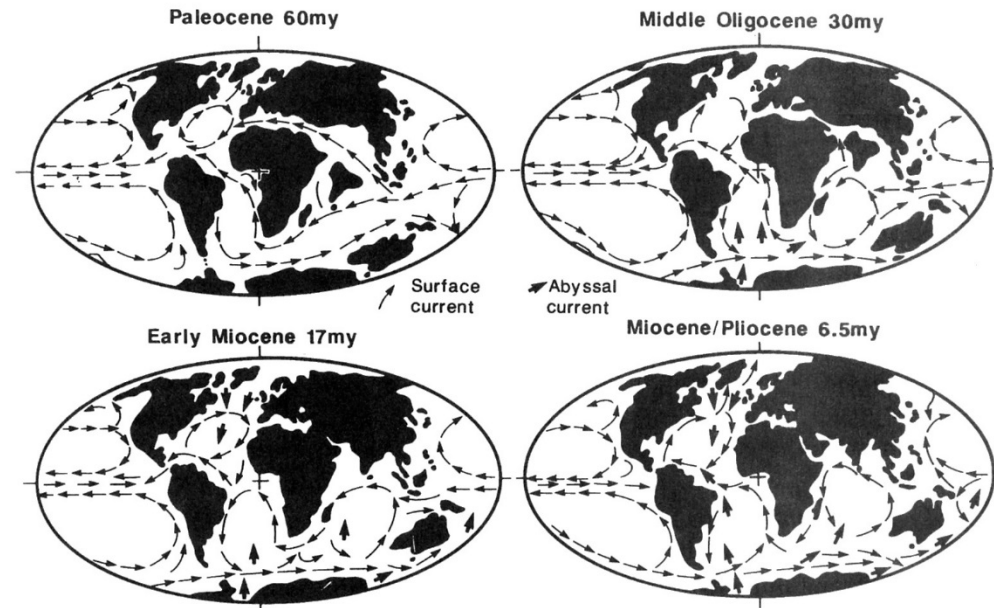 Paleocene 60my
Middle Oligocene 30my
Surface
current
Abyssal
current
Early Miocene 17my
Miocene/Pliocene 6.5my